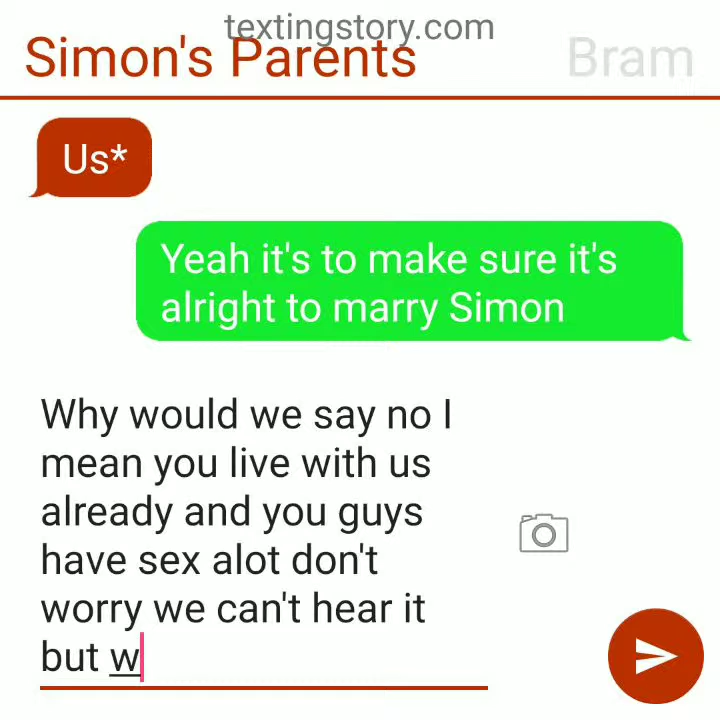 textingstory.com
Simon's Parents Bram
Us*
Yeah it's to make sure it's
alright to marry Simon
Why would we say no I
mean you live with us
already and you guys
have sex alot don't
worry we can't hear it
but w